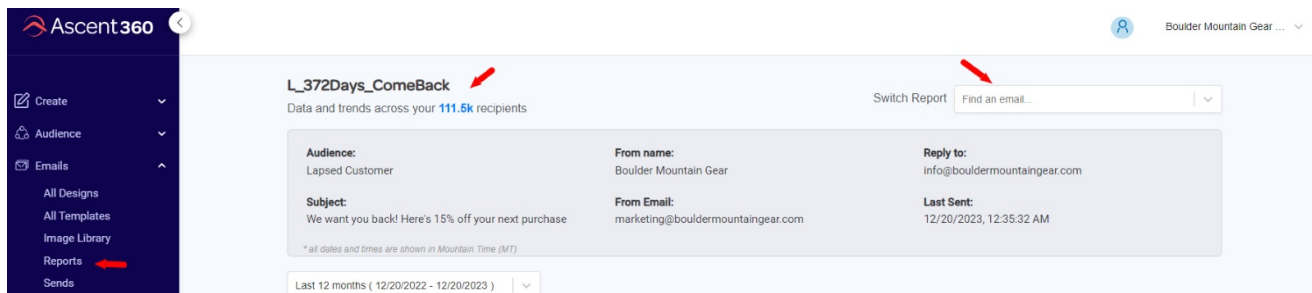 Ascent360
Boulder Mountain Gear ...
Create
Audience
Emails
All Designs
All Templates
Image Library
Reports
Sends
L_372Days_ComeBack
Data and trends across your 111.5k recipients
Switch Report
Find an email...
Audience:
Lapsed Customer
From name:
Boulder Mountain Gear
Reply to:
info@bouldermountaingear.com
Subject:
We want you back! Here's 15% off your next purchase
From Email:
marketing@bouldermountaingear.com
Last Sent:
12/20/2023, 12:35:32 AM
* all dates and times are shown in Mountain Time (MT)
Last 12 months ( 12/20/2022 - 12/20/2023 )